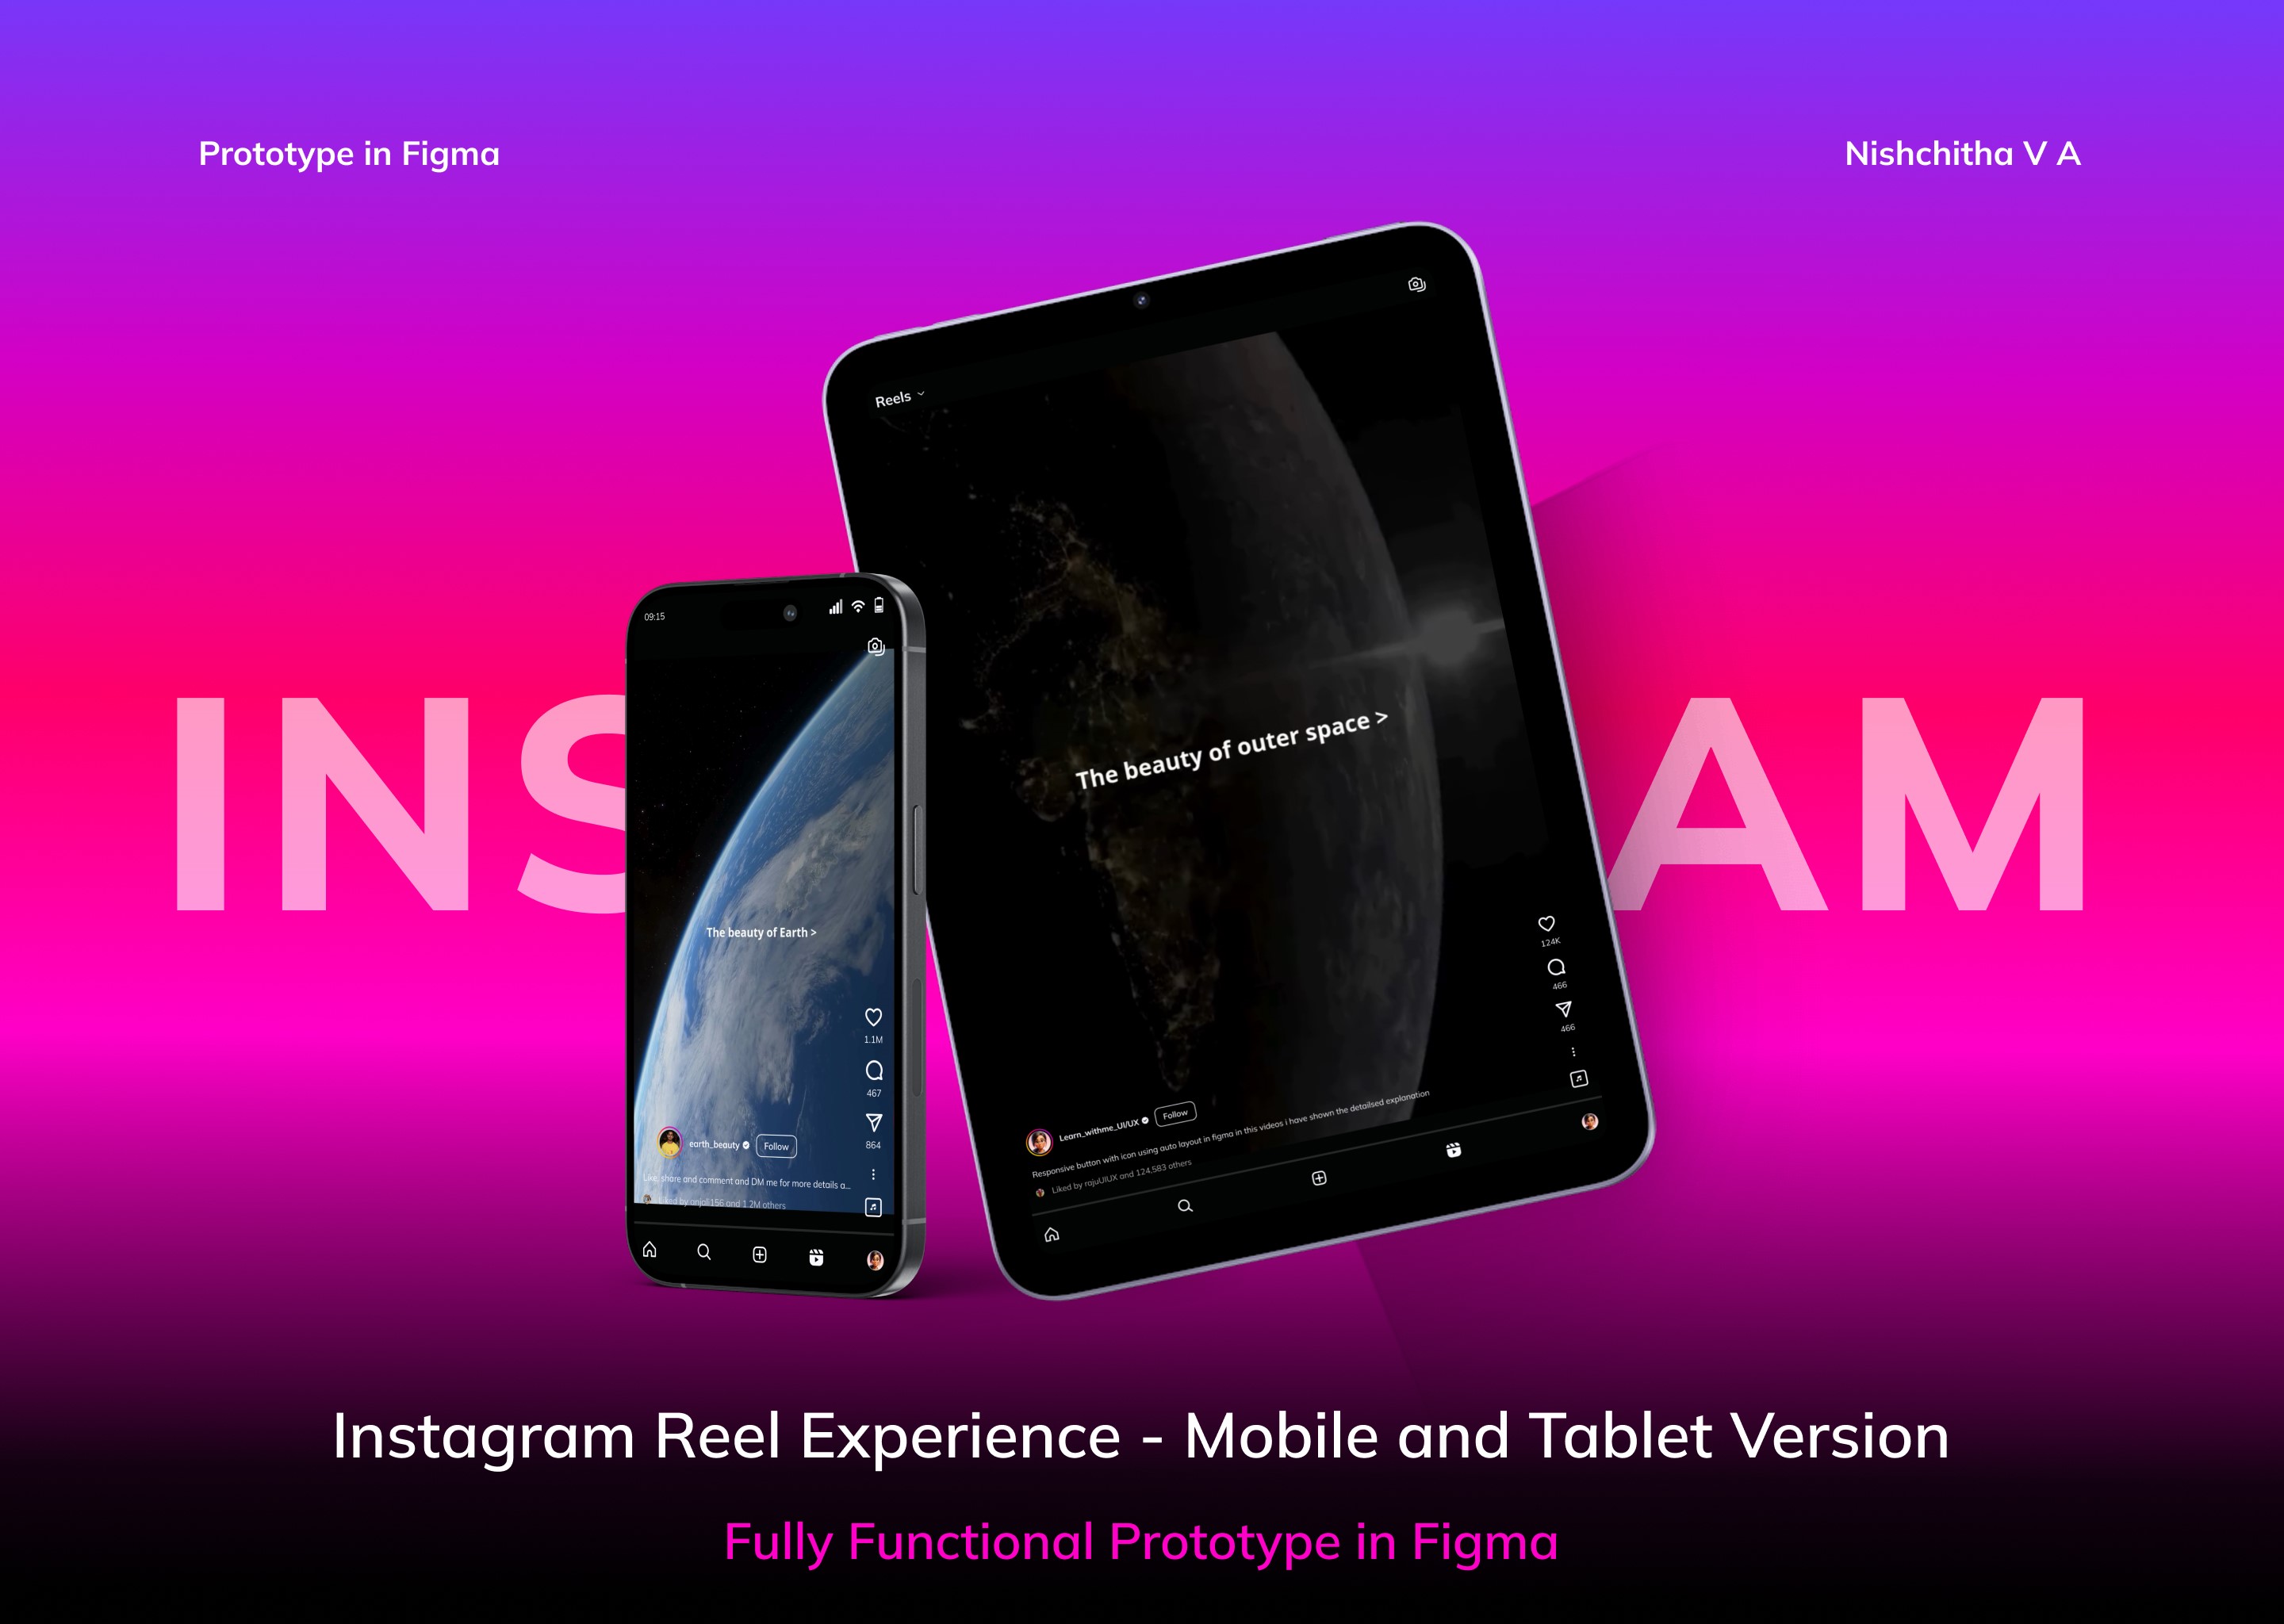 Prototype in Figma
Nishchitha V A
INS
AM
Reels
The beauty of outer space >
124K
466
466
Learn_withme_UI/UX
Follow
Responsive button with icon using auto layout in figma in this videos i have shown the detailsed explanation
Liked by rajuUIUX and 124,583 others
09:15
The beauty of Earth >
1.1M
467
864
earth_beauty
Follow
Like, share and comment and DM me for more details a...
Liked by anjali156 and 1.2M others
Instagram Reel Experience - Mobile and Tablet Version
Fully Functional Prototype in Figma